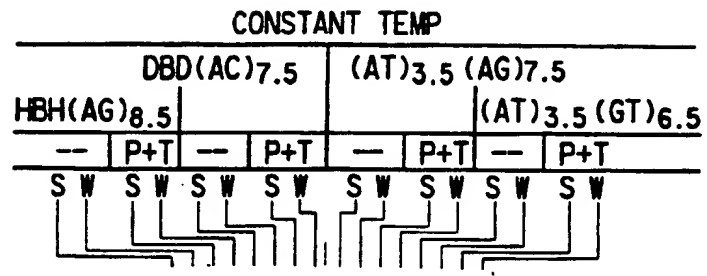 CONSTANT TEMP
DBD(AC)7.5 (AT)3.5(AG)7.5
HBH(AG)8.5 (AT)3.5(GT)6.5
-- P+T -- P+T -- P+T -- P+T
S W S W S W S W S W S W S W S W